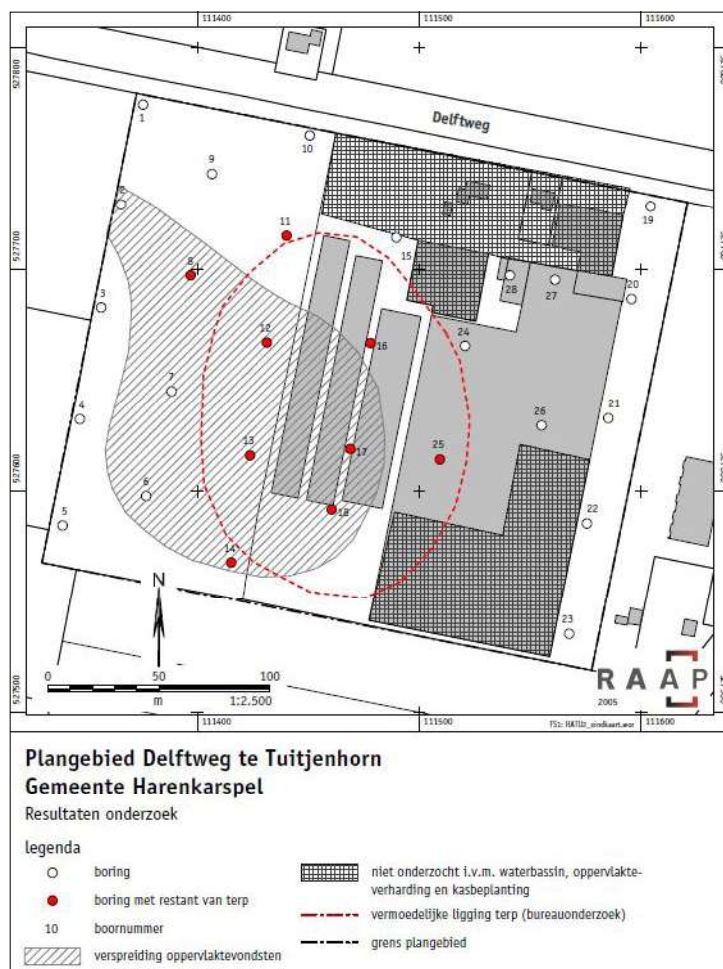 111400 111500 111600
527800
Delftweg
1
10
9
2
19
11
527700
15
8
28
27
20
3
12
16
24
7
4
21
26
13
17
25
527600
6
18
5
22
14
N
23
0 50 100
m 1:2.500
RAAP
2005
527500
111400 111500 111600
Plangebied Delftweg te Tuitjenhorn
Gemeente Harenkarspel
Resultaten onderzoek
legenda
boring
boring met restant van terp
10 boornummer
verspreiding oppervlaktevondsten
niet onderzocht i.v.m. waterbassin, oppervlakte-
verharding en kasbeplanting
vermoedelijke ligging terp (bureauonderzoek)
grens plangebied